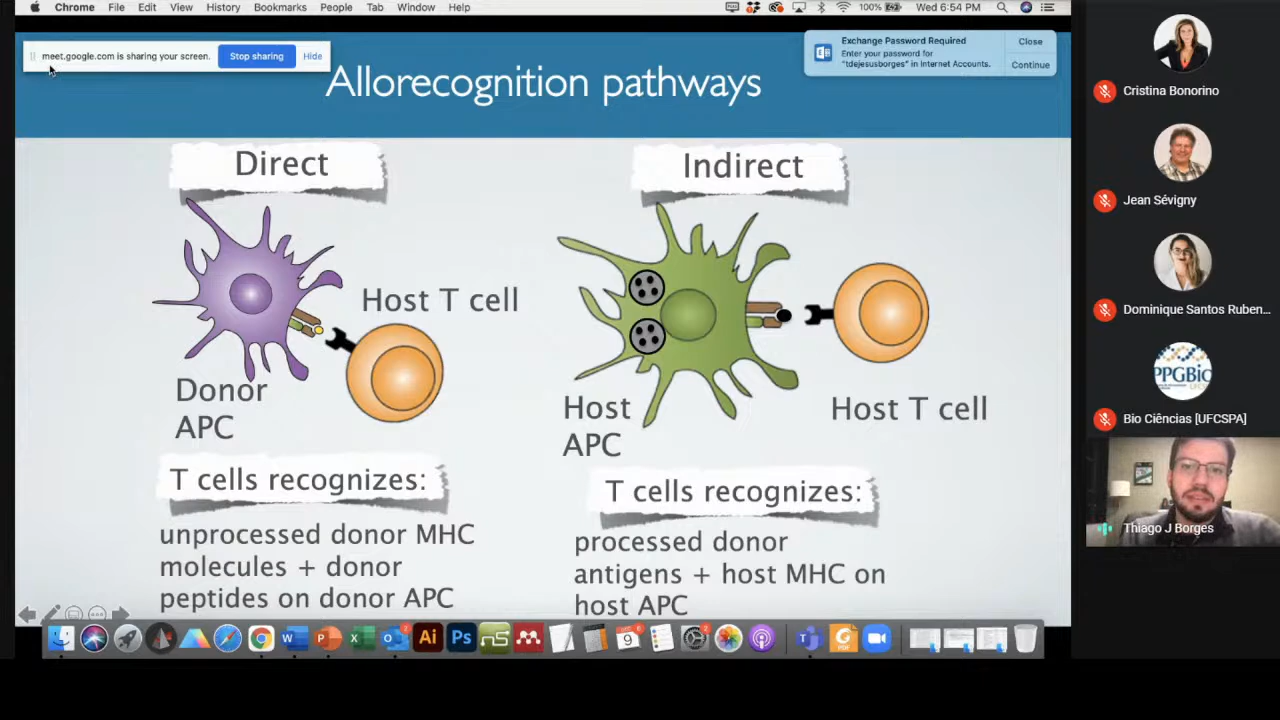 Chrome File Edit View History Bookmarks People Tab Window Help
100% Wed 6:54 PM
meet.google.com is sharing your screen. Stop sharing Hide
Exchange Password Required Close
Enter your password for
"tdejesusborges" in Internet Accounts. Continue
Allorecognition pathways
Direct
Indirect
Host T cell
Donor
APC
Host
APC
Host T cell
T cells recognizes:
unprocessed donor MHC
molecules + donor
peptides on donor APC
T cells recognizes:
processed donor
antigens + host MHC on
host APC
Cristina Bonorino
Jean Sévigny
Dominique Santos Ruben...
PPGBio
Bio Ciências [UFCSPA]
Thiago J Borges
W P X Ai Ps
9